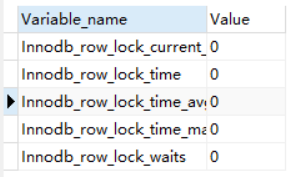 Variable_name Value
Innodb_row_lock_current_ 0
Innodb_row_lock_time 0
Innodb_row_lock_time_av 0
Innodb_row_lock_time_ma 0
Innodb_row_lock_waits 0